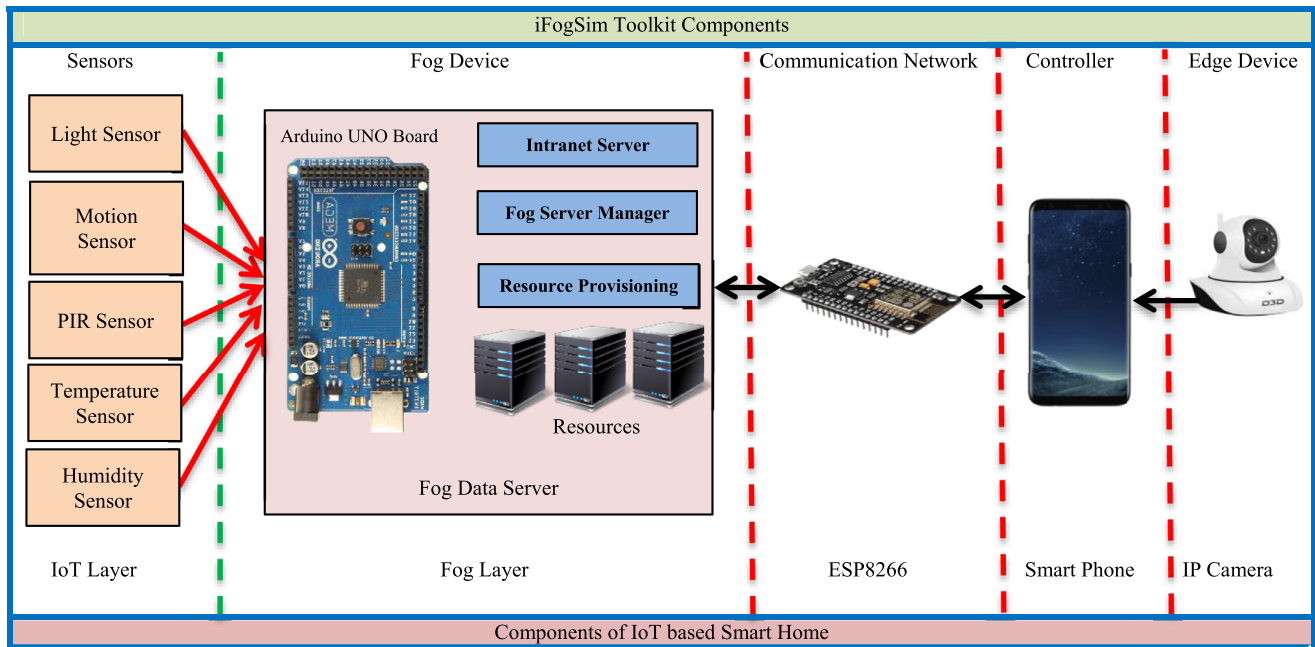 iFogSim Toolkit Components
Sensors
Fog Device
Communication Network
Controller
Edge Device
Light Sensor
Motion
Sensor
PIR Sensor
Temperature
Sensor
Humidity
Sensor
Arduino UNO Board
Intranet Server
Fog Server Manager
Resource Provisioning
Resources
Fog Data Server
D3D
IoT Layer
Fog Layer
ESP8266
Smart Phone
IP Camera
Components of IoT based Smart Home